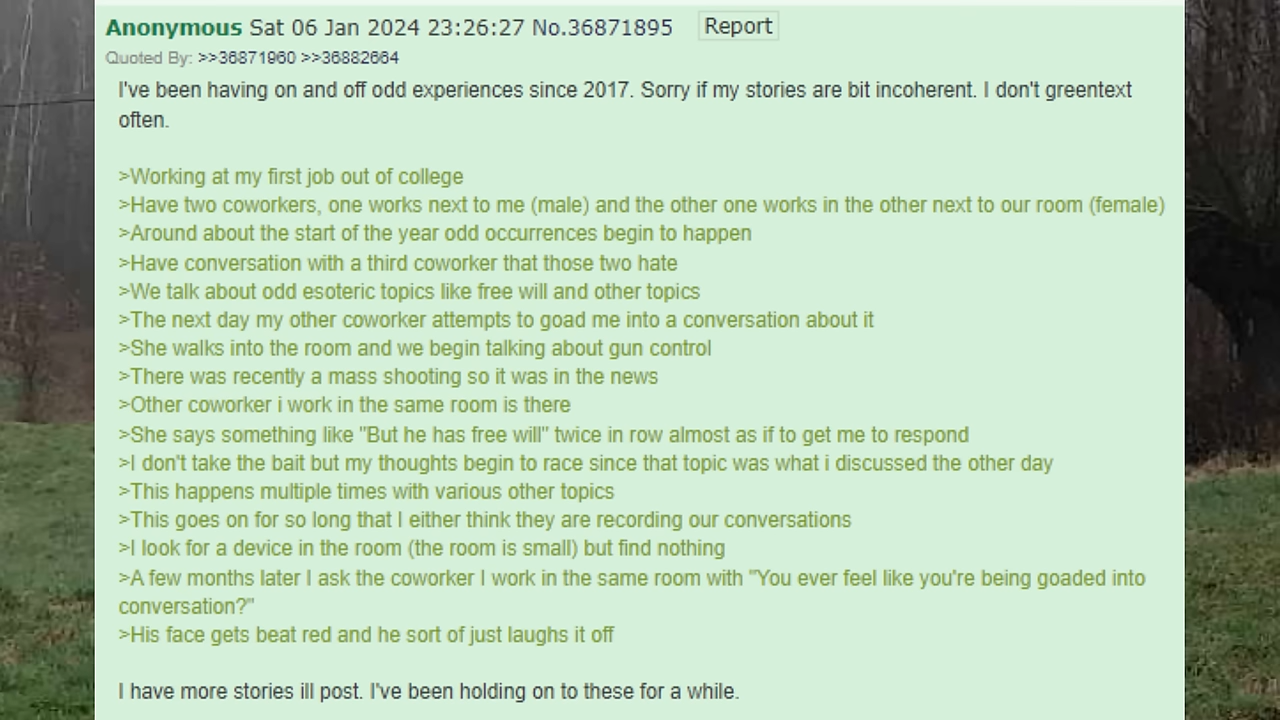 Anonymous Sat 06 Jan 2024 23:26:27 No.36871895 Report
Quoted By: >>36871960 >>36882664
I've been having on and off odd experiences since 2017. Sorry if my stories are bit incoherent. I don't greentext
often.
>Working at my first job out of college
>Have two coworkers, one works next to me (male) and the other one works in the other next to our room (female)
>Around about the start of the year odd occurrences begin to happen
>Have conversation with a third coworker that those two hate
>We talk about odd esoteric topics like free will and other topics
>The next day my other coworker attempts to goad me into a conversation about it
>She walks into the room and we begin talking about gun control
>There was recently a mass shooting so it was in the news
>Other coworker i work in the same room is there
>She says something like "But he has free will" twice in row almost as if to get me to respond
>I don't take the bait but my thoughts begin to race since that topic was what i discussed the other day
>This happens multiple times with various other topics
>This goes on for so long that I either think they are recording our conversations
>I look for a device in the room (the room is small) but find nothing
>A few months later I ask the coworker I work in the same room with "You ever feel like you're being goaded into
conversation?"
>His face gets beat red and he sort of just laughs it off
I have more stories ill post. I've been holding on to these for a while.